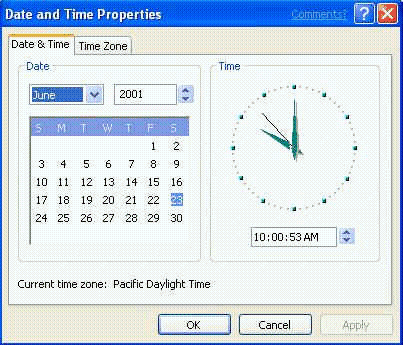 Date and Time Properties Comments? ?
Date & Time Time Zone
Date
June 2001
S M T W T F S
1 2
3 4 5 6 7 8 9
10 11 12 13 14 15 16
17 18 19 20 21 22 23
24 25 26 27 28 29 30
Time
10:00:53 AM
Current time zone: Pacific Daylight Time
OK Cancel Apply